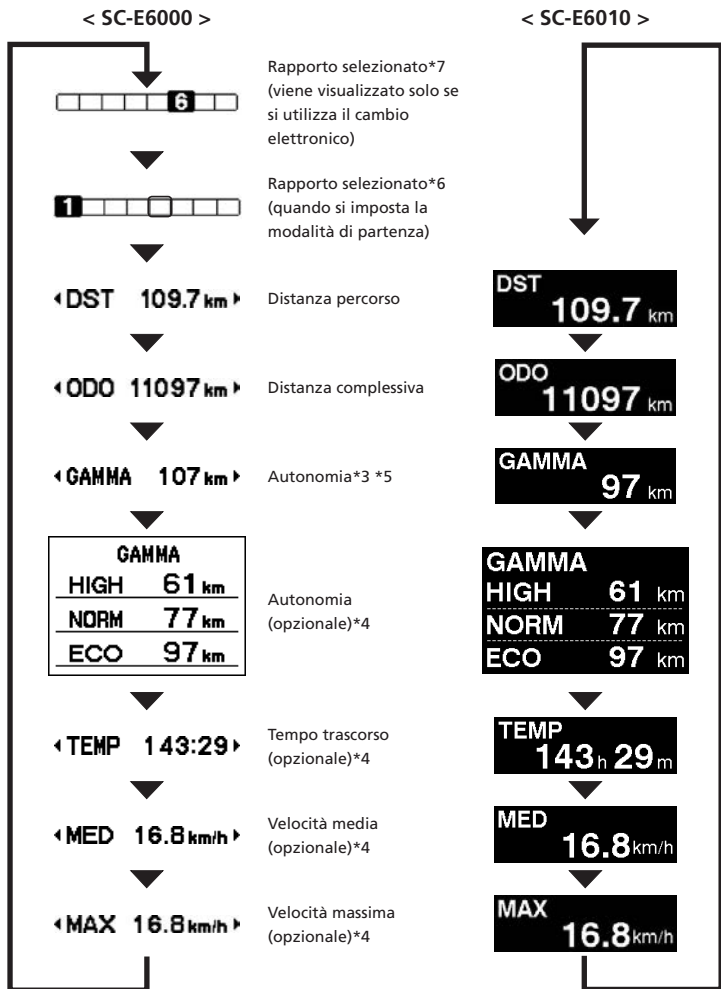 < SC-E6000 >
< SC-E6010 >
6
Rapporto selezionato*7
(viene visualizzato solo se
si utilizza il cambio
elettronico)
1
Rapporto selezionato*6
(quando si imposta la
modalità di partenza)
DST 109.7 km
Distanza percorso
DST
109.7 km
ODO 11097 km
Distanza complessiva
ODO
11097 km
GAMMA 107 km
Autonomia*3 *5
GAMMA
97 km
GAMMA
HIGH 61 km
NORM 77 km
ECO 97 km
Autonomia
(opzionale)*4
GAMMA
HIGH 61 km
NORM 77 km
ECO 97 km
TEMP 143:29
Tempo trascorso
(opzionale)*4
TEMP
143 h 29 m
MED 16.8 km/h
Velocità media
(opzionale)*4
MED
16.8 km/h
MAX 16.8 km/h
Velocità massima
(opzionale)*4
MAX
16.8 km/h